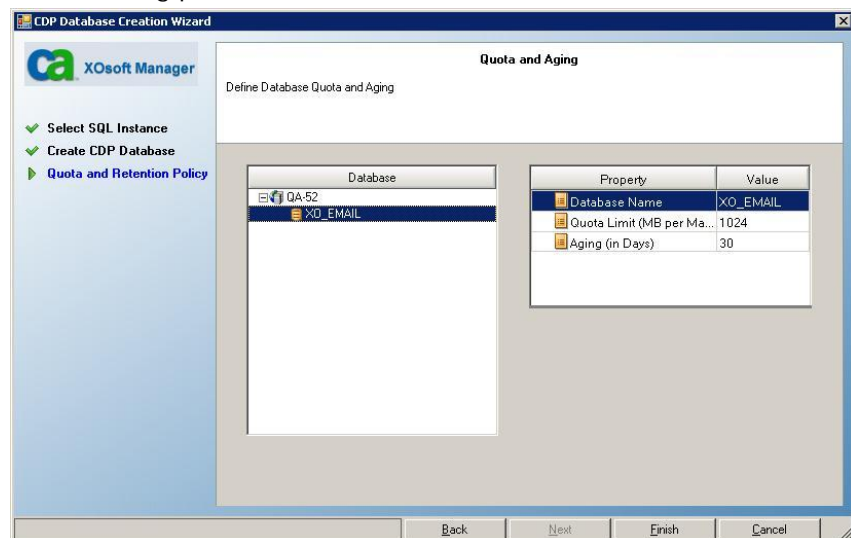 CDP Database Creation Wizard
ca XOsoft Manager
Select SQL Instance
Create CDP Database
Quota and Retention Policy
Quota and Aging
Define Database Quota and Aging
Database
QA-52
XO_EMAIL
Property Value
Database Name XO_EMAIL
Quota Limit (MB per Ma... 1024
Aging (in Days) 30
Back Next Finish Cancel